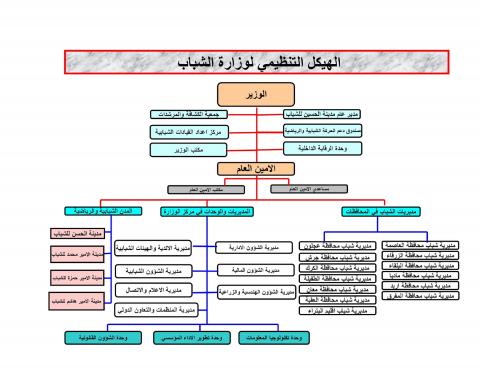 الهيكل التنظيمي لوزارة الشباب
الوزير
مدير عام مدينة الحسين للشباب
جمعية الكشافة والمرشدات
صندوق دعم الحركة الشبابية والرياضية
مركز اعداد القيادات الشبابية
وحدة الرقابة الداخلية
مكتب الوزير
الامين العام
مساعدي الامين العام
مكتب الامين العام
مديريات الشباب في المحافظات
المديريات والوحدات في مركز الوزارة
المدن الشبابية والرياضية
مديرية شباب محافظة العاصمة
مديرية شباب محافظة الزرقاء
مديرية شباب محافظة البلقاء
مديرية شباب محافظة مادبا
مديرية شباب محافظة اربد
مديرية شباب محافظة المفرق
مديرية شباب محافظة عجلون
مديرية شباب محافظة جرش
مديرية شباب محافظة الكرك
مديرية شباب محافظة الطفيلة
مديرية شباب محافظة معان
مديرية شباب محافظة العقبة
مديرية شباب اقليم البتراء
مديرية الشؤون الادارية
مديرية الشؤون المالية
مديرية الشؤون الهندسية والزراعية
مديرية الاندية والهيئات الشبابية
مديرية الشؤون الشبابية
مديرية الاعلام والاتصال
مديرية المنظمات والتعاون الدولي
مدينة الحسن للشباب
مدينة الامير محمد للشباب
مدينة الامير حمزة للشباب
مدينة الامير هاشم للشباب
وحدة تكنولوجيا المعلومات
وحدة تطوير الاداء المؤسسي
وحدة الشؤون القانونية